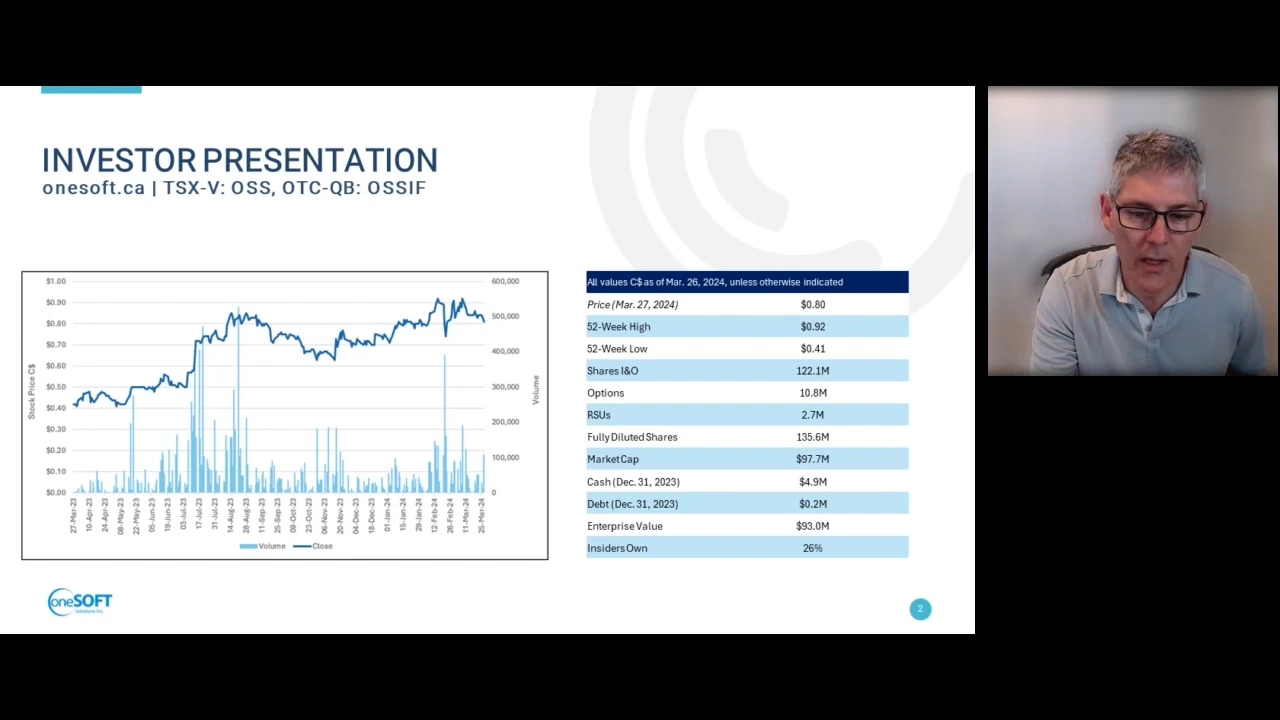 INVESTOR PRESENTATION
onesoft.ca | TSX-V: OSS, OTC-QB: OSSIF
$1.00
$0.90
$0.80
$0.70
$0.60
$0.50
$0.40
$0.30
$0.20
$0.10
$0.00
Stock Price C$
600,000
500,000
400,000
300,000
200,000
100,000
0
Volume
27-Mar-23
10-Apr-23
24-Apr-23
08-May-23
22-May-23
05-Jun-23
19-Jun-23
03-Jul-23
17-Jul-23
31-Jul-23
14-Aug-23
28-Aug-23
11-Sep-23
25-Sep-23
09-Oct-23
23-Oct-23
06-Nov-23
20-Nov-23
04-Dec-23
18-Dec-23
01-Jan-24
15-Jan-24
29-Jan-24
12-Feb-24
26-Feb-24
11-Mar-24
25-Mar-24
Volume Close
All values C$ as of Mar. 26, 2024, unless otherwise indicated
Price (Mar. 27, 2024) $0.80
52-Week High $0.92
52-Week Low $0.41
Shares I&O 122.1M
Options 10.8M
RSUs 2.7M
Fully Diluted Shares 135.6M
Market Cap $97.7M
Cash (Dec. 31, 2023) $4.9M
Debt (Dec. 31, 2023) $0.2M
Enterprise Value $93.0M
Insiders Own 26%
oneSOFT
Solutions Inc.
2